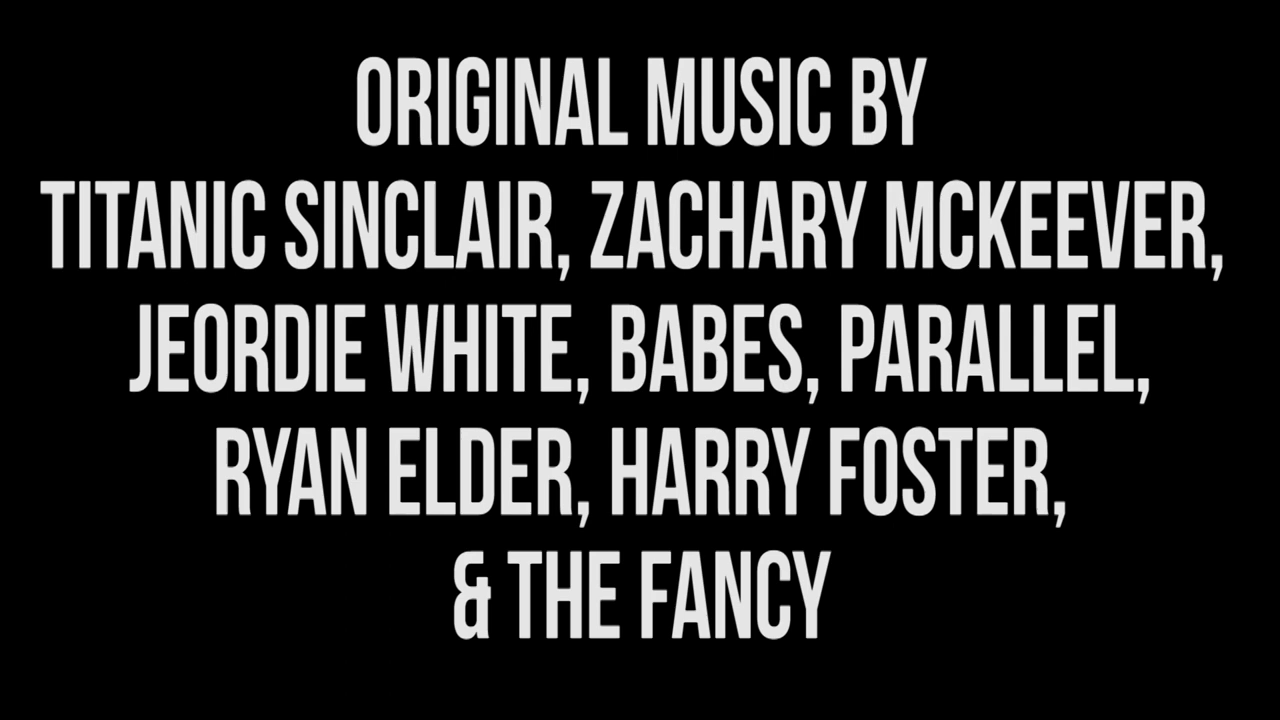 ORIGINAL MUSIC BY
TITANIC SINCLAIR, ZACHARY MCKEEVER,
JEORDIE WHITE, BABES, PARALLEL,
RYAN ELDER, HARRY FOSTER,
& THE FANCY